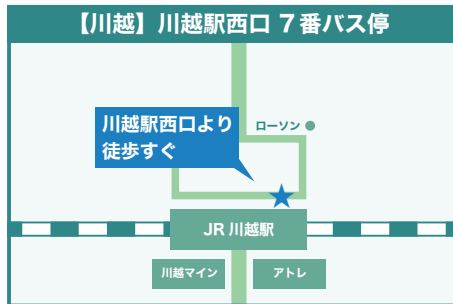 【川越】川越駅西口 7番バス停
ローソン
川越駅西口より
徒歩すぐ
JR 川越駅
川越マイン
アトレ